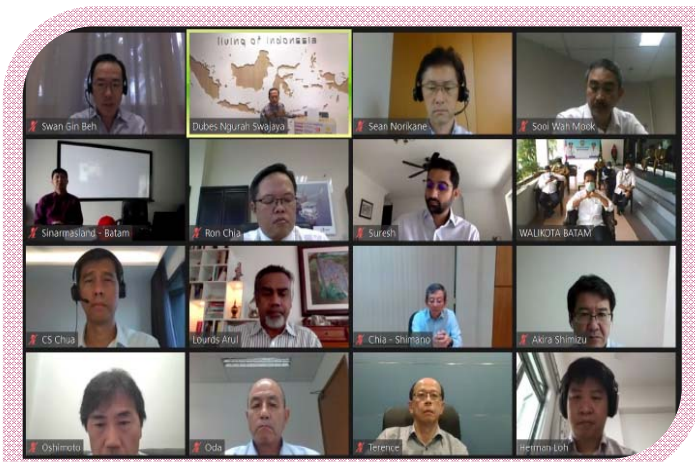 living of indonesia
Swan Gin Beh
Dubes Ngurah Swajaya
Sean Norikane
Sooi Wah Mook
Sinarmasland - Batam
Ron Chia
Suresh
WALIKOTA BATAM
CS Chua
Lourds Arul
Chia - Shimano
Akira Shimizu
Oshimoto
Oda
Terence
Herman Loh